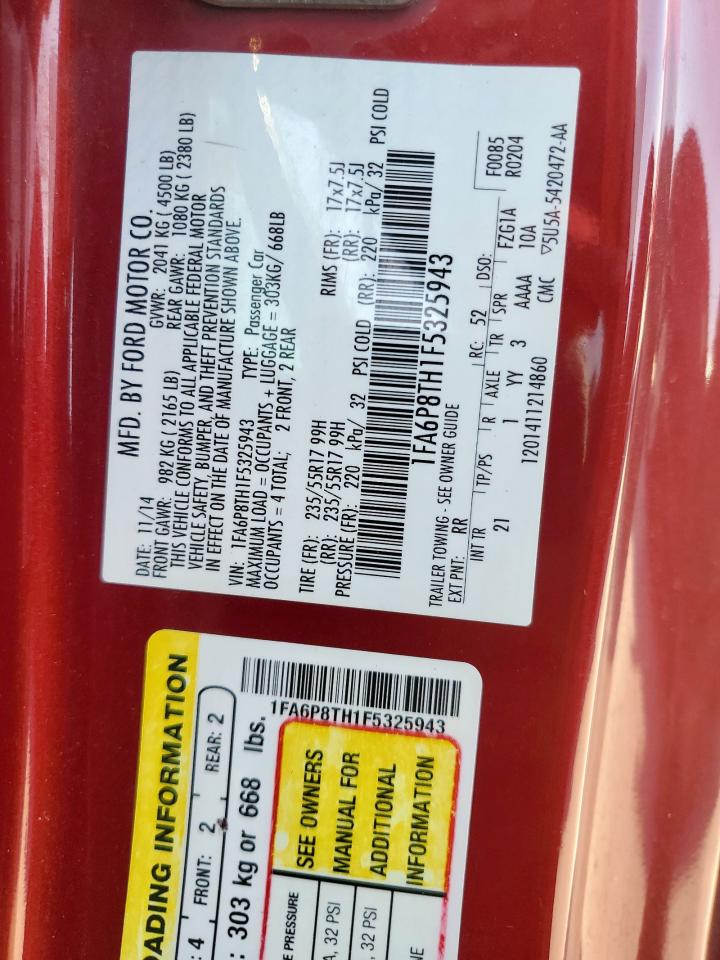 MFD. BY FORD MOTOR CO.
DATE: 11/14 GVWR: 2041 KG ( 4500 LB)
FRONT GAWR: 982 KG ( 2165 LB) REAR GAWR: 1080 KG ( 2380 LB)
THIS VEHICLE CONFORMS TO ALL APPLICABLE FEDERAL MOTOR
VEHICLE SAFETY, BUMPER, AND THEFT PREVENTION STANDARDS
IN EFFECT ON THE DATE OF MANUFACTURE SHOWN ABOVE.
VIN: 1FA6P8TH1F5325943 TYPE: Passenger Car
MAXIMUM LOAD = OCCUPANTS + LUGGAGE = 303KG/ 668LB
OCCUPANTS = 4 TOTAL; 2 FRONT, 2 REAR
TIRE (FR): 235/55R17 99H RIMS (FR): 17x7.5J
(RR): 235/55R17 99H (RR): 17x7.5J
PRESSURE (FR): 220 kPa/ 32 PSI COLD (RR): 220 kPa/ 32 PSI COLD
1FA6P8TH1F5325943
TRAILER TOWING - SEE OWNER GUIDE
EXT PNT: RR RC: 52 DSO: F0085
INT TR TP/PS R AXLE TR SPR FZG1A R0204
21 1 YY 3 AAAA 10A
1201411214860 CMC ▽5U5A-5420472-AA
OADING INFORMATION
: 4 FRONT: 2 REAR: 2
: 303 kg or 668 lbs.
1FA6P8TH1F5325943
E PRESSURE SEE OWNERS
A, 32 PSI MANUAL FOR
, 32 PSI ADDITIONAL
NE INFORMATION